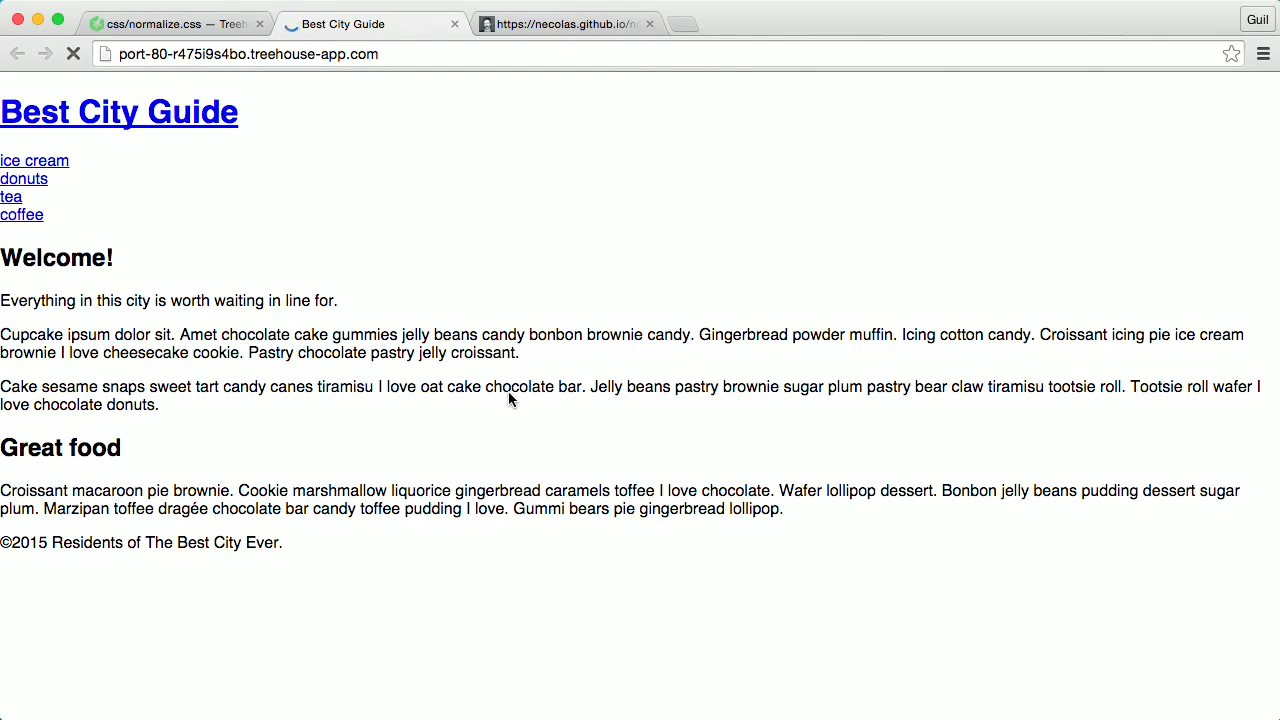 css/normalize.css — Treeh
Best City Guide
https://necolas.github.io/no
Guil
port-80-r475i9s4bo.treehouse-app.com
Best City Guide
ice cream
donuts
tea
coffee
Welcome!
Everything in this city is worth waiting in line for.
Cupcake ipsum dolor sit. Amet chocolate cake gummies jelly beans candy bonbon brownie candy. Gingerbread powder muffin. Icing cotton candy. Croissant icing pie ice cream
brownie I love cheesecake cookie. Pastry chocolate pastry jelly croissant.
Cake sesame snaps sweet tart candy canes tiramisu I love oat cake chocolate bar. Jelly beans pastry brownie sugar plum pastry bear claw tiramisu tootsie roll. Tootsie roll wafer I
love chocolate donuts.
Great food
Croissant macaroon pie brownie. Cookie marshmallow liquorice gingerbread caramels toffee I love chocolate. Wafer lollipop dessert. Bonbon jelly beans pudding dessert sugar
plum. Marzipan toffee dragée chocolate bar candy toffee pudding I love. Gummi bears pie gingerbread lollipop.
©2015 Residents of The Best City Ever.